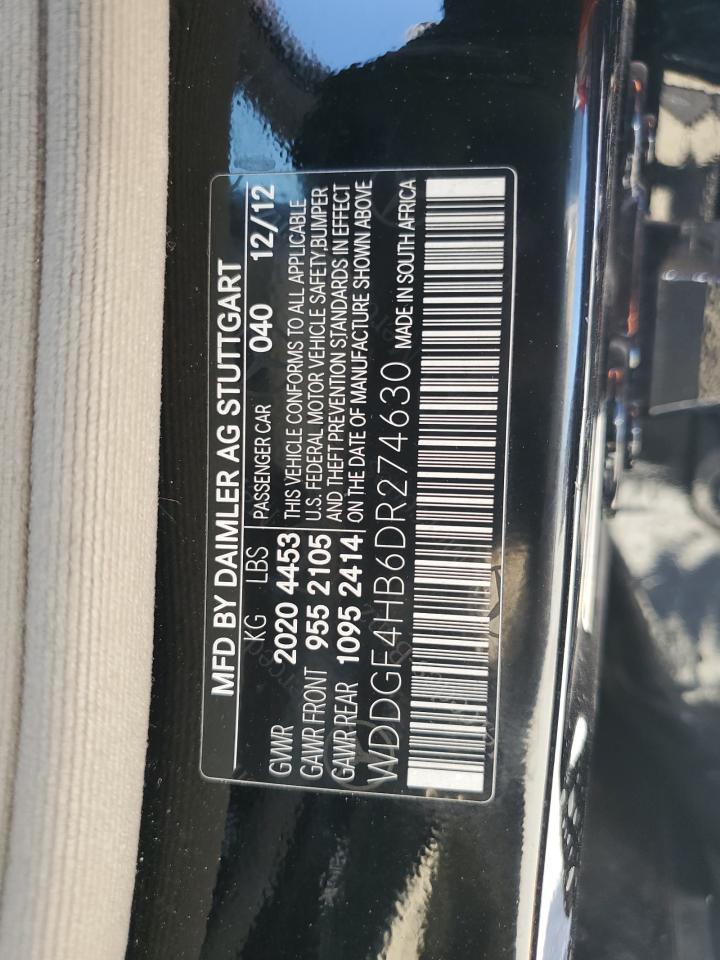 MFD BY DAIMLER AG STUTTGART
KG LBS PASSENGER CAR 040 12/12
GVWR 2020 4453 THIS VEHICLE CONFORMS TO ALL APPLICABLE
GAWR FRONT 955 2105 U.S. FEDERAL MOTOR VEHICLE SAFETY,BUMPER
GAWR REAR 1095 2414 AND THEFT PREVENTION STANDARDS IN EFFECT
ON THE DATE OF MANUFACTURE SHOWN ABOVE
WDDGF4HB6DR274630 MADE IN SOUTH AFRICA